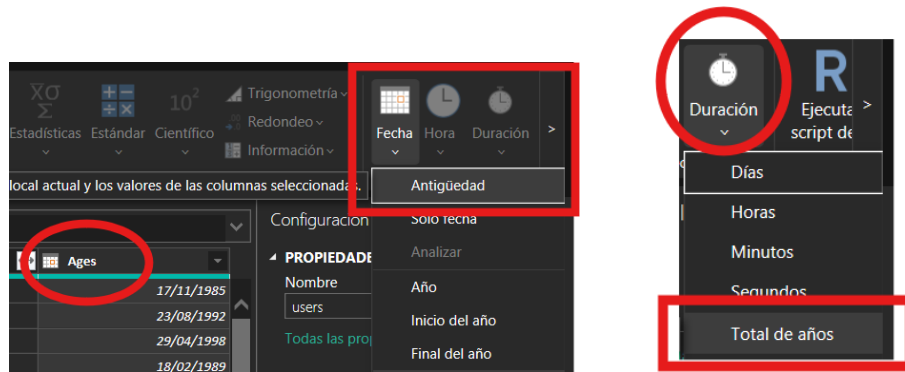 Χσ
Σ
Estadísticas
Estándar
10²
Científico
Trigonometría
Redondeo
Información
Fecha
Hora
Duración
>
local actual y los valores de las columnas seleccionadas.
Antigüedad
Solo fecha
Analizar
Año
Inicio del año
Final del año
Ages
17/11/1985
23/08/1992
29/04/1998
18/02/1989
Configuración
PROPIEDADE
Nombre
users
Todas las prop
Duración
R
Ejecuta
script de
>
Días
Horas
Minutos
Segundos
Total de años